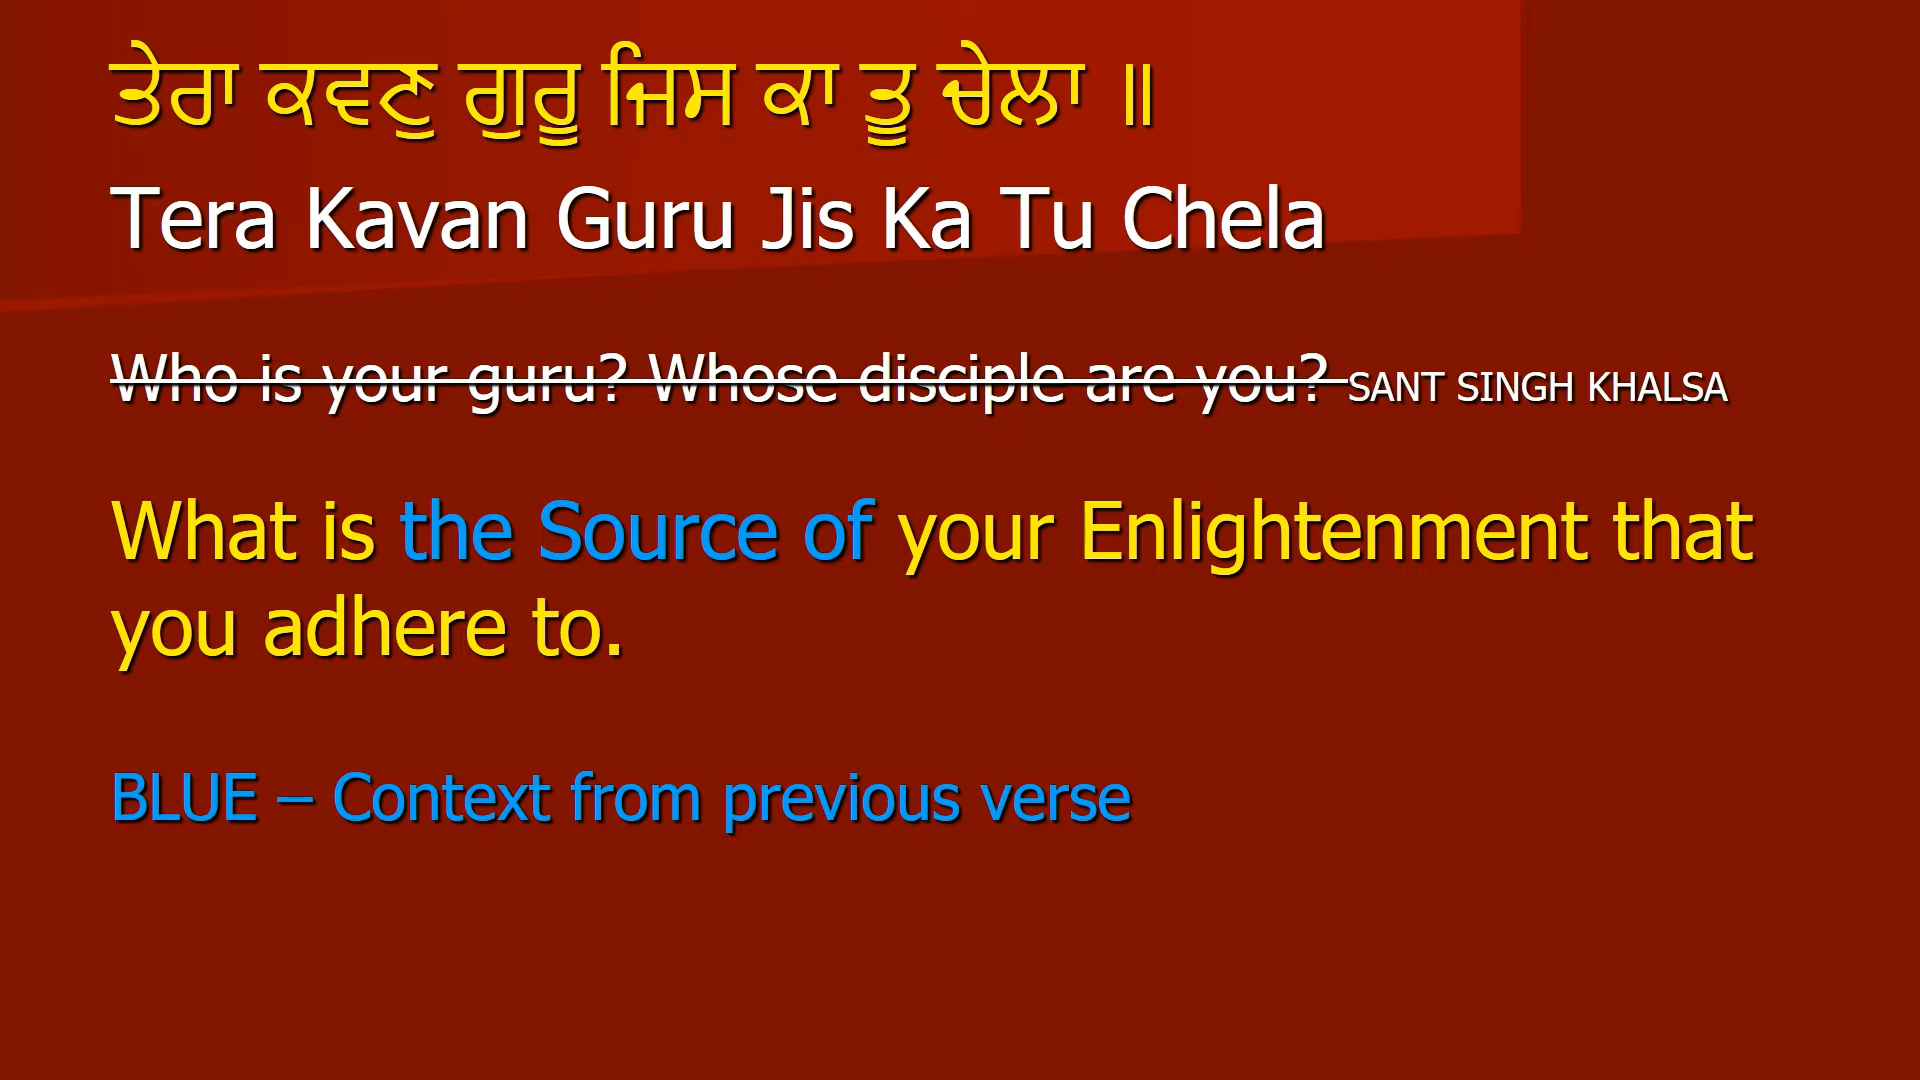 ਤੇਰਾ ਕਵਣੁ ਗੁਰੂ ਜਿਸ ਕਾ ਤੂ ਚੇਲਾ ॥
Tera Kavan Guru Jis Ka Tu Chela
Who is your guru? Whose disciple are you? SANT SINGH KHALSA
What is the Source of your Enlightenment that
you adhere to.
BLUE – Context from previous verse